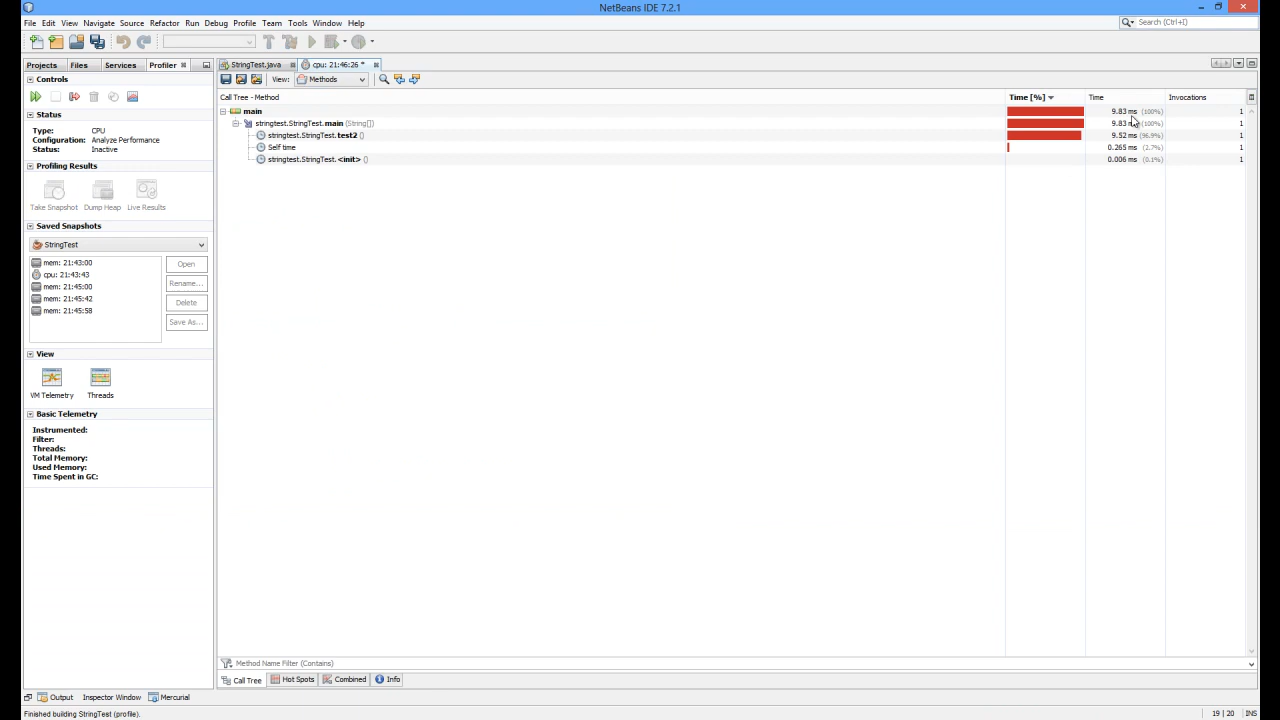 NetBeans IDE 7.2.1
File Edit View Navigate Source Refactor Run Debug Profile Team Tools Window Help
Search (Ctrl+I)
Projects Files Services Profiler
StringTest.java cpu: 21:46:26 *
Controls
View: Methods
Status
Type: CPU
Configuration: Analyze Performance
Status: Inactive
Profiling Results
Take Snapshot Dump Heap Live Results
Saved Snapshots
StringTest
mem: 21:43:00
cpu: 21:43:43
mem: 21:45:00
mem: 21:45:42
mem: 21:45:58
Open
Rename...
Delete
Save As...
View
VM Telemetry Threads
Basic Telemetry
Instrumented:
Filter:
Threads:
Total Memory:
Used Memory:
Time Spent in GC:
Call Tree - Method Time [%] Time Invocations
main 9.83 ms (100%) 1
stringtest.StringTest.main (String[]) 9.83 ms (100%) 1
stringtest.StringTest.test2 () 9.52 ms (96.9%) 1
Self time 0.265 ms (2.7%) 1
stringtest.StringTest.<init> () 0.006 ms (0.1%) 1
Method Name Filter (Contains)
Call Tree Hot Spots Combined Info
Output Inspector Window Mercurial
Finished building StringTest (profile).
19 | 20 INS